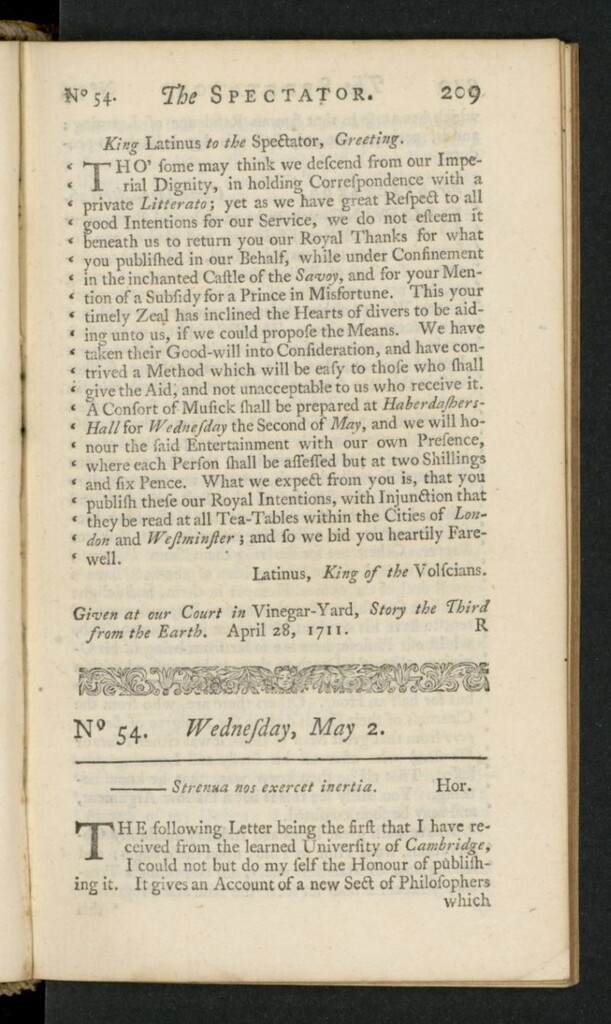 Nº 54. The SPECTATOR. 209
King Latinus to the Spectator, Greeting.
‘ THO' ſome may think we deſcend from our Impe-
‘ rial Dignity, in holding Correſpondence with a
‘ private Litterato; yet as we have great Reſpect to all
‘ good Intentions for our Service, we do not eſteem it
‘ beneath us to return you our Royal Thanks for what
‘ you publiſhed in our Behalf, while under Confinement
‘ in the inchanted Caſtle of the Savoy, and for your Men-
‘ tion of a Subſidy for a Prince in Misfortune. This your
‘ timely Zeal has inclined the Hearts of divers to be aid-
‘ ing unto us, if we could propoſe the Means. We have
‘ taken their Good-will into Conſideration, and have con-
‘ trived a Method which will be eaſy to thoſe who ſhall
‘ give the Aid, and not unacceptable to us who receive it.
‘ A Conſort of Muſick ſhall be prepared at Haberdaſhers-
‘ Hall for Wedneſday the Second of May, and we will ho-
‘ nour the ſaid Entertainment with our own Preſence,
‘ where each Perſon ſhall be aſſeſſed but at two Shillings
‘ and ſix Pence. What we expect from you is, that you
‘ publiſh theſe our Royal Intentions, with Injunction that
‘ they be read at all Tea-Tables within the Cities of Lon-
‘ don and Weſtminſter; and ſo we bid you heartily Fare-
‘ well.
Latinus, King of the Volſcians.
Given at our Court in Vinegar-Yard, Story the Third
from the Earth. April 28, 1711. R
Nº 54. Wedneſday, May 2.
—— Strenua nos exercet inertia. Hor.
THE following Letter being the firſt that I have re-
ceived from the learned Univerſity of Cambridge,
I could not but do my ſelf the Honour of publiſh-
ing it. It gives an Account of a new Sect of Philoſophers
which